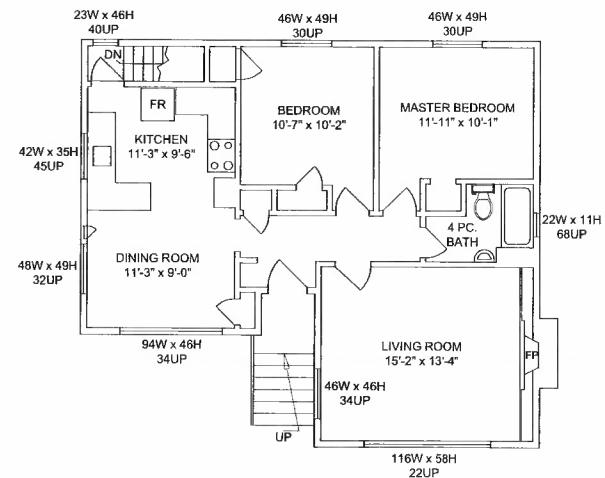 23W x 46H
40UP
46W x 49H
30UP
46W x 49H
30UP
DN
FR
BEDROOM
10'-7" x 10'-2"
MASTER BEDROOM
11'-11" x 10'-1"
KITCHEN
11'-3" x 9'-6"
42W x 35H
45UP
22W x 11H
68UP
4 PC.
BATH
DINING ROOM
11'-3" x 9'-0"
48W x 49H
32UP
94W x 46H
34UP
LIVING ROOM
15'-2" x 13'-4"
FP
46W x 46H
34UP
UP
116W x 58H
22UP